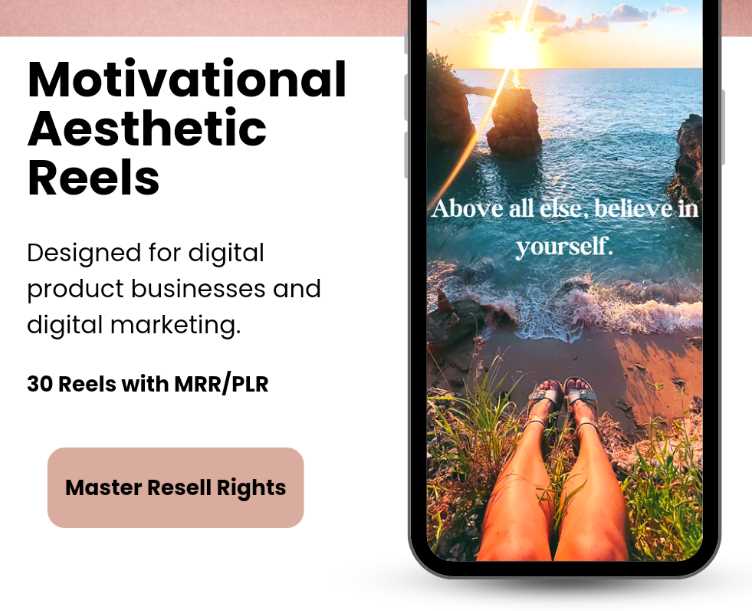 Motivational
Aesthetic
Reels
Designed for digital
product businesses and
digital marketing.
30 Reels with MRR/PLR
Master Resell Rights
Above all else, believe in
yourself.